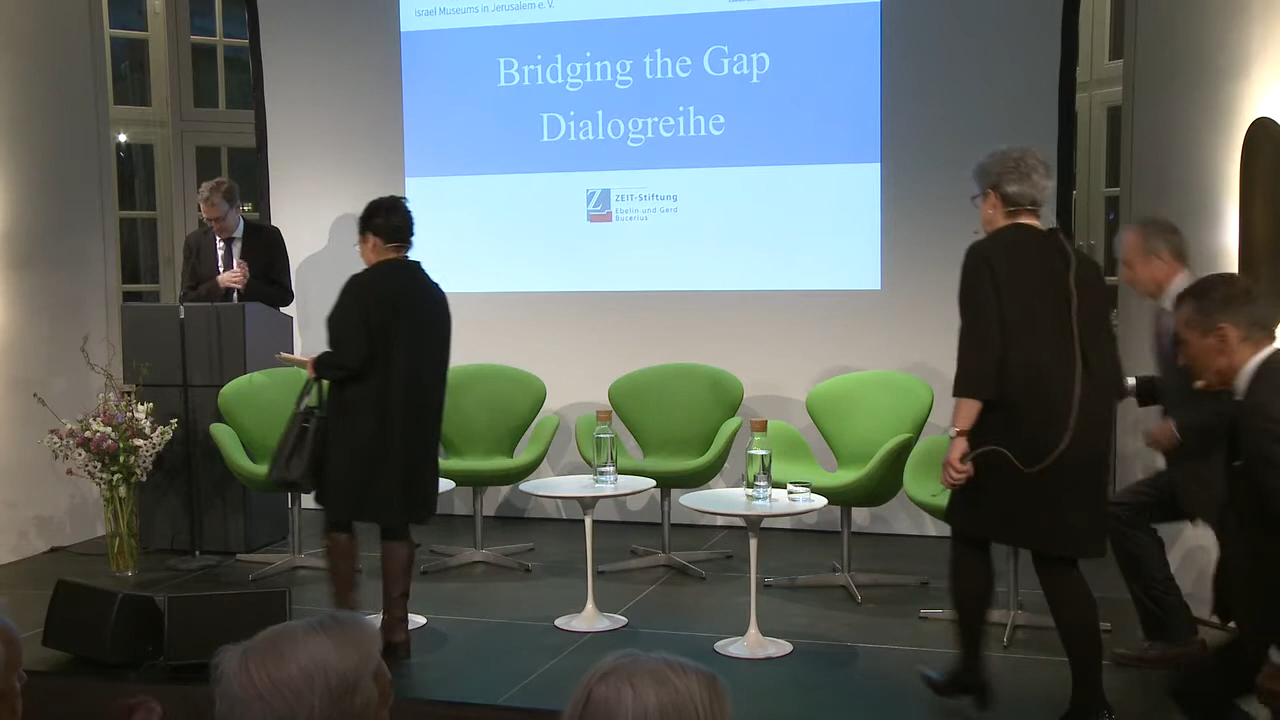 Israel Museums in Jerusalem e. V.
Bridging the Gap
Dialogreihe
Z
ZEIT-Stiftung
Ebelin und Gerd
Bucerius